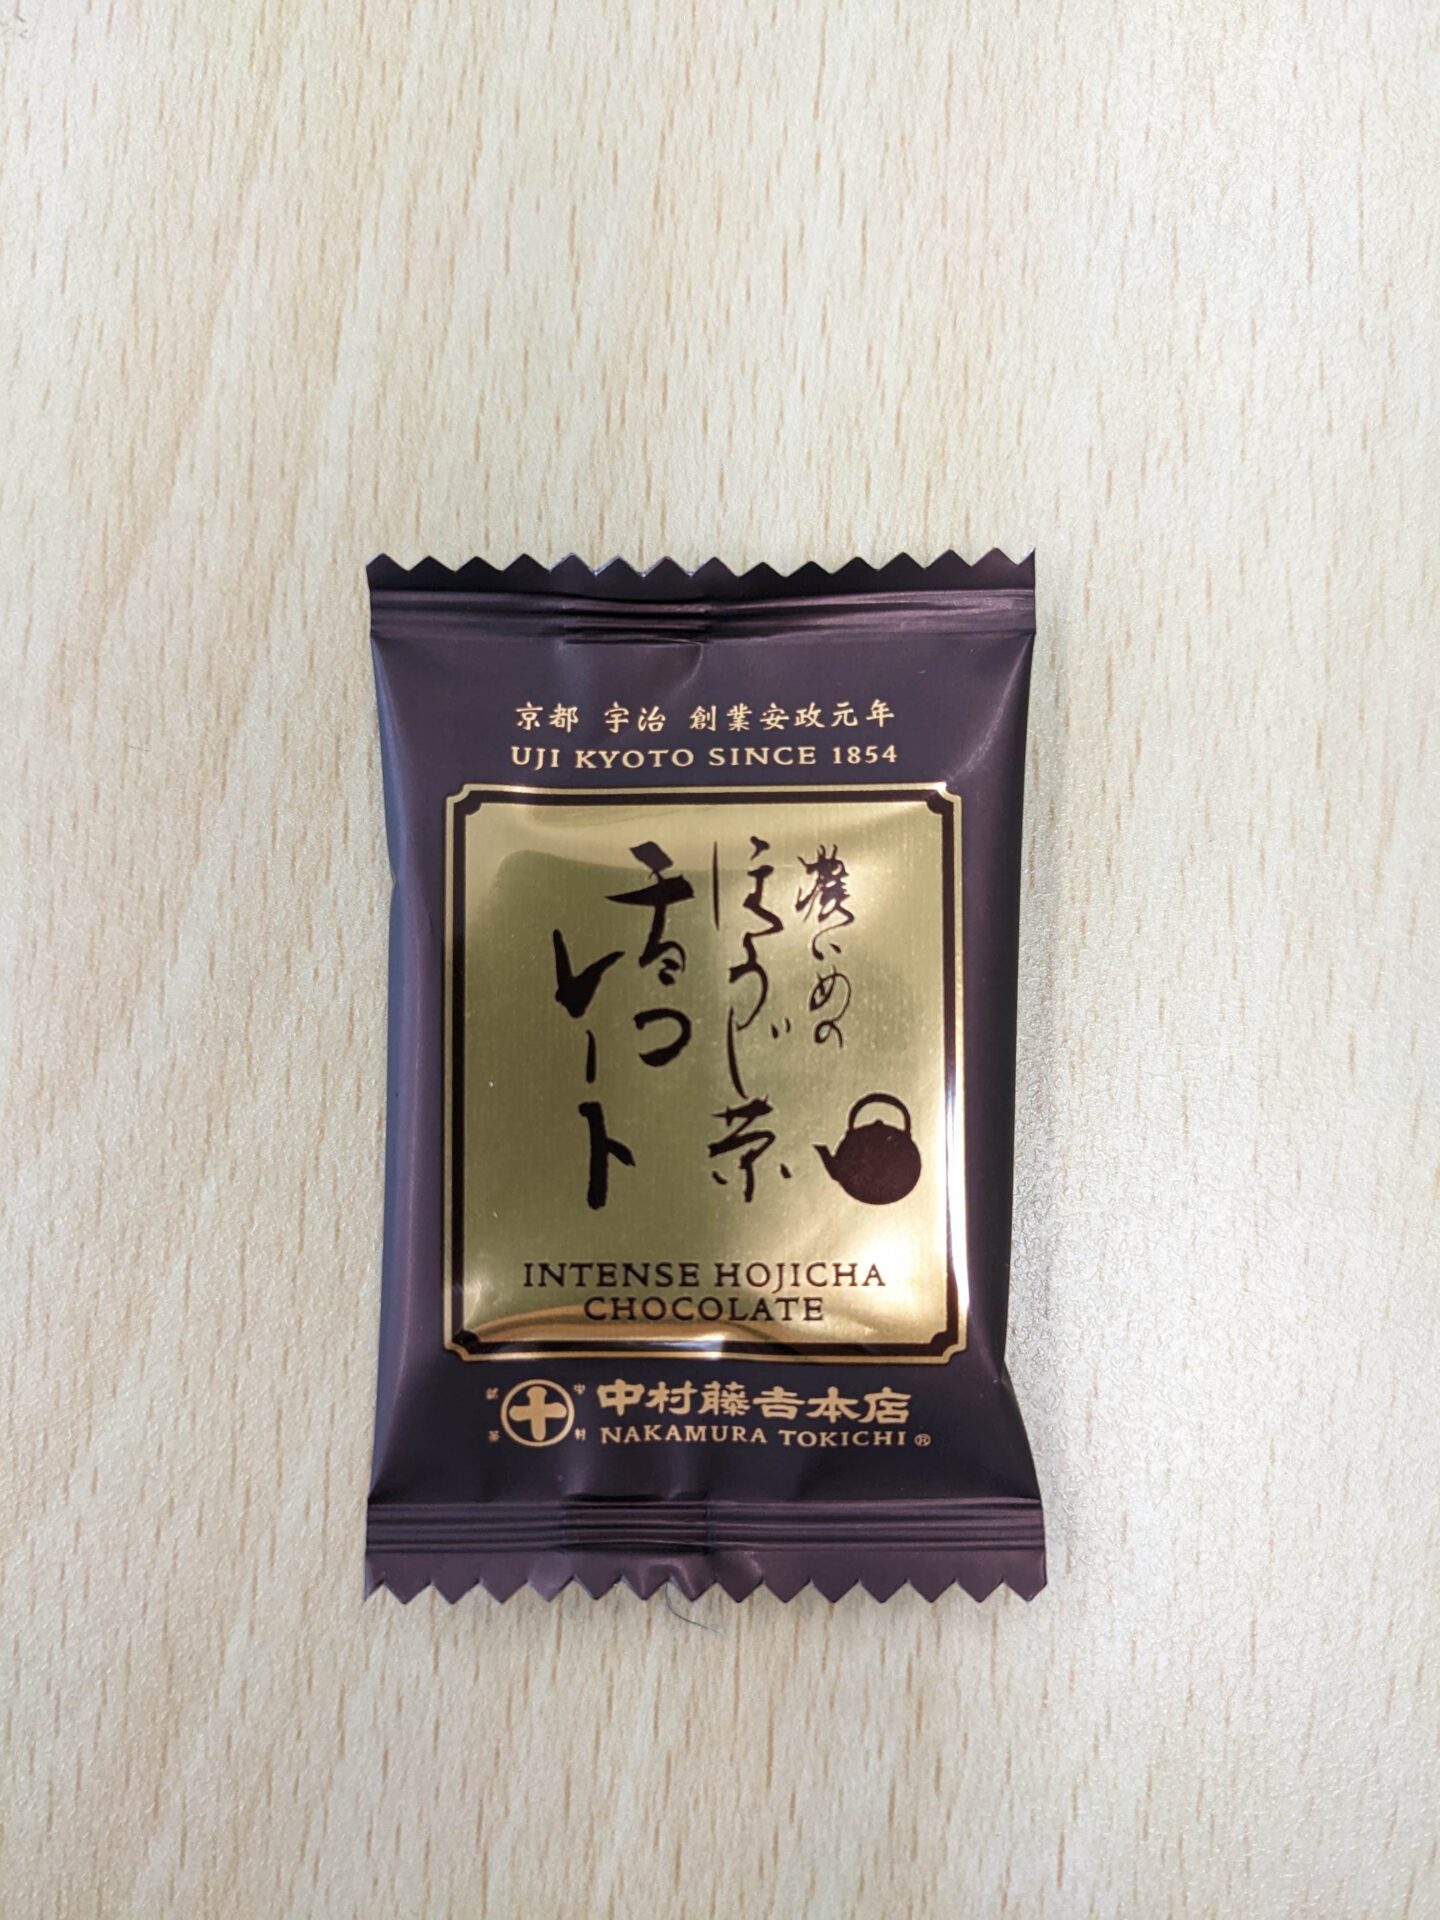 京都 宇治 創業安政元年
UJI KYOTO SINCE 1854
濃いめの
ほうじ茶
チョコ
レート
INTENSE HOJICHA
CHOCOLATE
中村藤吉本店
NAKAMURA TOKICHI®